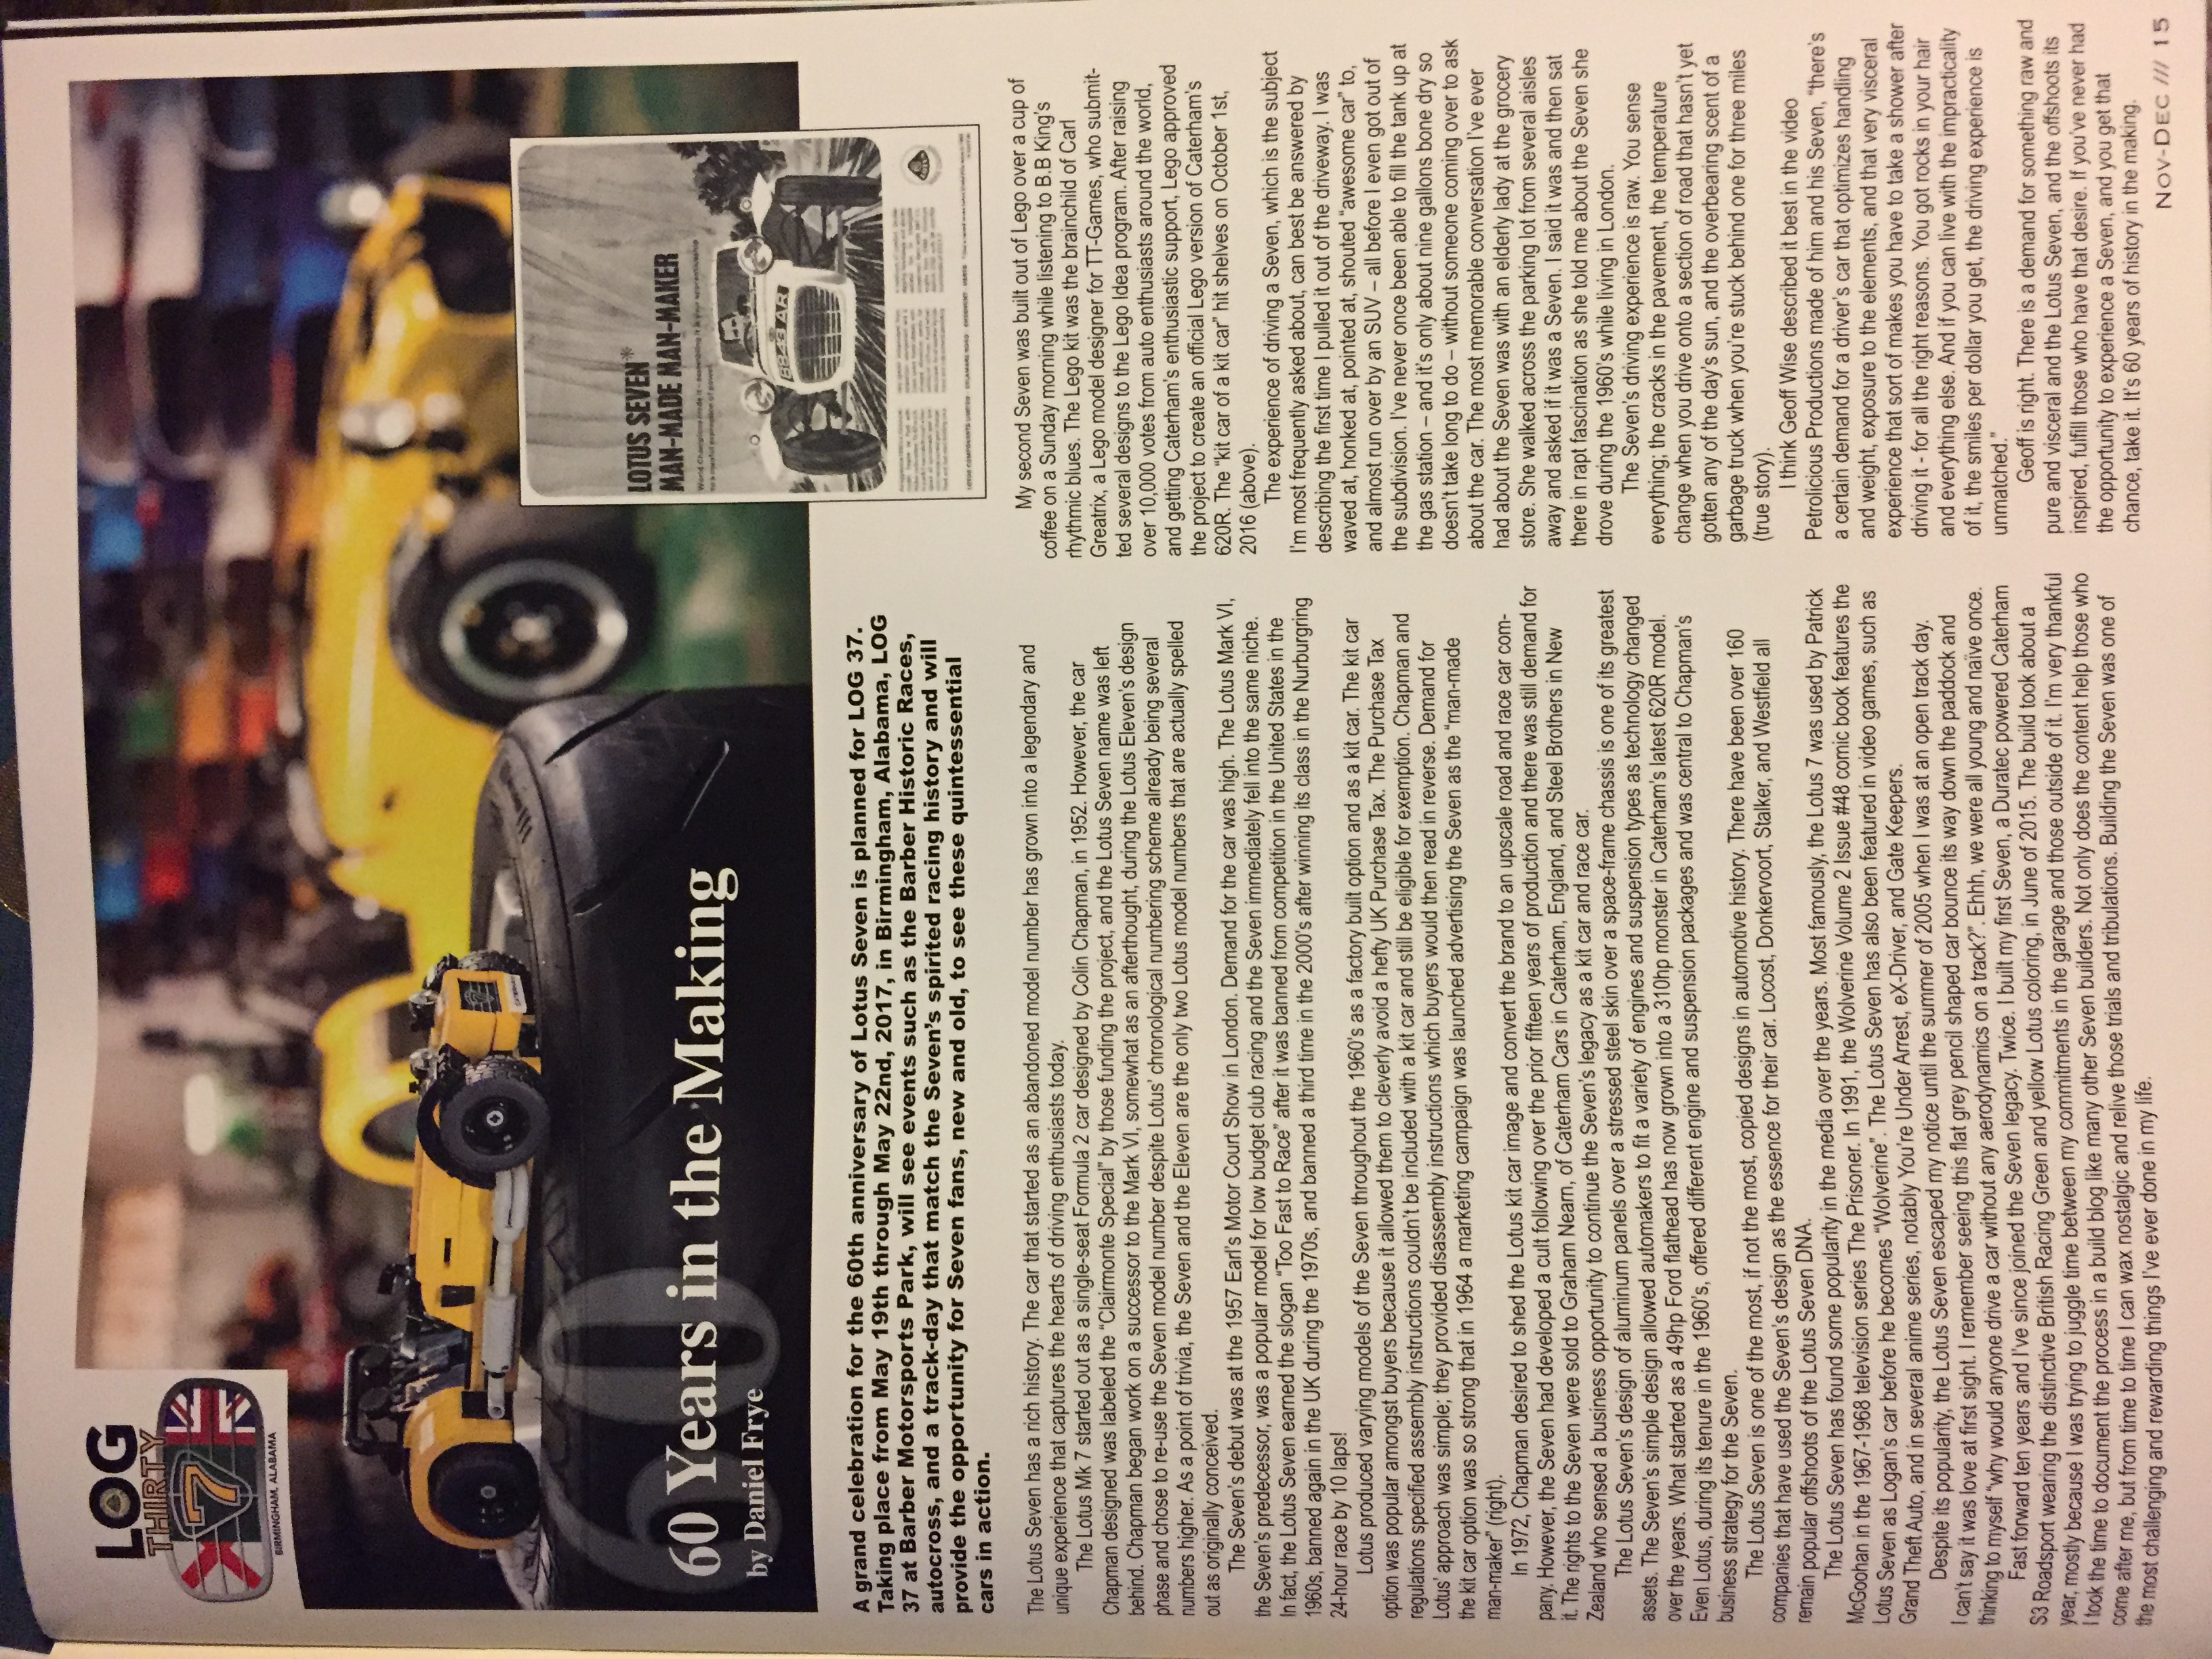 LOG
THIRTY
7
BIRMINGHAM, ALABAMA
60
60 Years in the Making
by Daniel Frye
A grand celebration for the 60th anniversary of Lotus Seven is planned for LOG 37.
Taking place from May 19th through May 22nd, 2017, in Birmingham, Alabama, LOG
37 at Barber Motorsports Park, will see events such as the Barber Historic Races,
autocross, and a track-day that match the Seven's spirited racing history and will
provide the opportunity for Seven fans, new and old, to see these quintessential
cars in action.
The Lotus Seven has a rich history. The car that started as an abandoned model number has grown into a legendary and
unique experience that captures the hearts of driving enthusiasts today.
The Lotus Mk 7 started out as a single-seat Formula 2 car designed by Colin Chapman, in 1952. However, the car
Chapman designed was labeled the "Clairmonte Special" by those funding the project, and the Lotus Seven name was left
behind. Chapman began work on a successor to the Mark VI, somewhat as an afterthought, during the Lotus Eleven's design
phase and chose to re-use the Seven model number despite Lotus' chronological numbering scheme already being several
numbers higher. As a point of trivia, the Seven and the Eleven are the only two Lotus model numbers that are actually spelled
out as originally conceived.
The Seven's debut was at the 1957 Earl's Motor Court Show in London. Demand for the car was high. The Lotus Mark VI,
the Seven's predecessor, was a popular model for low budget club racing and the Seven immediately fell into the same niche.
In fact, the Lotus Seven earned the slogan "Too Fast to Race" after it was banned from competition in the United States in the
1960s, banned again in the UK during the 1970s, and banned a third time in the 2000's after winning its class in the Nurburgring
24-hour race by 10 laps!
Lotus produced varying models of the Seven throughout the 1960's as a factory built option and as a kit car. The kit car
option was popular amongst buyers because it allowed them to cleverly avoid a hefty UK Purchase Tax. The Purchase Tax
regulations specified assembly instructions couldn't be included with a kit car and still be eligible for exemption. Chapman and
Lotus' approach was simple; they provided disassembly instructions which buyers would then read in reverse. Demand for
the kit car option was so strong that in 1964 a marketing campaign was launched advertising the Seven as the "man-made
man-maker" (right).
In 1972, Chapman desired to shed the Lotus kit car image and convert the brand to an upscale road and race car com-
pany. However, the Seven had developed a cult following over the prior fifteen years of production and there was still demand for
it. The rights to the Seven were sold to Graham Nearn, of Caterham Cars in Caterham, England, and Steel Brothers in New
Zealand who sensed a business opportunity to continue the Seven's legacy as a kit car and race car.
The Lotus Seven's design of aluminum panels over a stressed steel skin over a space-frame chassis is one of its greatest
assets. The Seven's simple design allowed automakers to fit a variety of engines and suspension types as technology changed
over the years. What started as a 49hp Ford flathead has now grown into a 310hp monster in Caterham's latest 620R model.
Even Lotus, during its tenure in the 1960's, offered different engine and suspension packages and was central to Chapman's
business strategy for the Seven.
The Lotus Seven is one of the most, if not the most, copied designs in automotive history. There have been over 160
companies that have used the Seven's design as the essence for their car. Locost, Donkervoort, Stalker, and Westfield all
remain popular offshoots of the Lotus Seven DNA.
The Lotus Seven has found some popularity in the media over the years. Most famously, the Lotus 7 was used by Patrick
McGoohan in the 1967-1968 television series The Prisoner. In 1991, the Wolverine Volume 2 Issue #48 comic book features the
Lotus Seven as Logan's car before he becomes "Wolverine". The Lotus Seven has also been featured in video games, such as
Grand Theft Auto, and in several anime series, notably You're Under Arrest, eX-Driver, and Gate Keepers.
Despite its popularity, the Lotus Seven escaped my notice until the summer of 2005 when I was at an open track day.
I can't say it was love at first sight. I remember seeing this flat grey pencil shaped car bounce its way down the paddock and
thinking to myself "why would anyone drive a car without any aerodynamics on a track?". Ehhh, we were all young and naïve once.
Fast forward ten years and I've since joined the Seven legacy. Twice. I built my first Seven, a Duratec powered Caterham
S3 Roadsport wearing the distinctive British Racing Green and yellow Lotus coloring, in June of 2015. The build took about a
year, mostly because I was trying to juggle time between my commitments in the garage and those outside of it. I'm very thankful
I took the time to document the process in a build blog like many other Seven builders. Not only does the content help those who
come after me, but from time to time I can wax nostalgic and relive those trials and tribulations. Building the Seven was one of
the most challenging and rewarding things I've ever done in my life.
LOTUS SEVEN*
MAN-MADE MAN-MAKER
My second Seven was built out of Lego over a cup of
coffee on a Sunday morning while listening to B.B King's
rhythmic blues. The Lego kit was the brainchild of Carl
Greatrix, a Lego model designer for TT-Games, who submit-
ted several designs to the Lego Idea program. After raising
over 10,000 votes from auto enthusiasts around the world,
and getting Caterham's enthusiastic support, Lego approved
the project to create an official Lego version of Caterham's
620R. The "kit car of a kit car" hit shelves on October 1st,
2016 (above).
The experience of driving a Seven, which is the subject
I'm most frequently asked about, can best be answered by
describing the first time I pulled it out of the driveway. I was
waved at, honked at, pointed at, shouted "awesome car" to,
and almost run over by an SUV – all before I even got out of
the subdivision. I've never once been able to fill the tank up at
the gas station – and it's only about nine gallons bone dry so
doesn't take long to do – without someone coming over to ask
about the car. The most memorable conversation I've ever
had about the Seven was with an elderly lady at the grocery
store. She walked across the parking lot from several aisles
away and asked if it was a Seven. I said it was and then sat
there in rapt fascination as she told me about the Seven she
drove during the 1960's while living in London.
The Seven's driving experience is raw. You sense
everything; the cracks in the pavement, the temperature
change when you drive onto a section of road that hasn't yet
gotten any of the day's sun, and the overbearing scent of a
garbage truck when you're stuck behind one for three miles
(true story).
I think Geoff Wise described it best in the video
Petrolicious Productions made of him and his Seven, "there's
a certain demand for a driver's car that optimizes handling
and weight, exposure to the elements, and that very visceral
experience that sort of makes you have to take a shower after
driving it - for all the right reasons. You got rocks in your hair
and everything else. And if you can live with the impracticality
of it, the smiles per dollar you get, the driving experience is
unmatched."
Geoff is right. There is a demand for something raw and
pure and visceral and the Lotus Seven, and the offshoots its
inspired, fulfill those who have that desire. If you've never had
the opportunity to experience a Seven, and you get that
chance, take it. It's 60 years of history in the making.
NOV-DEC /// 15